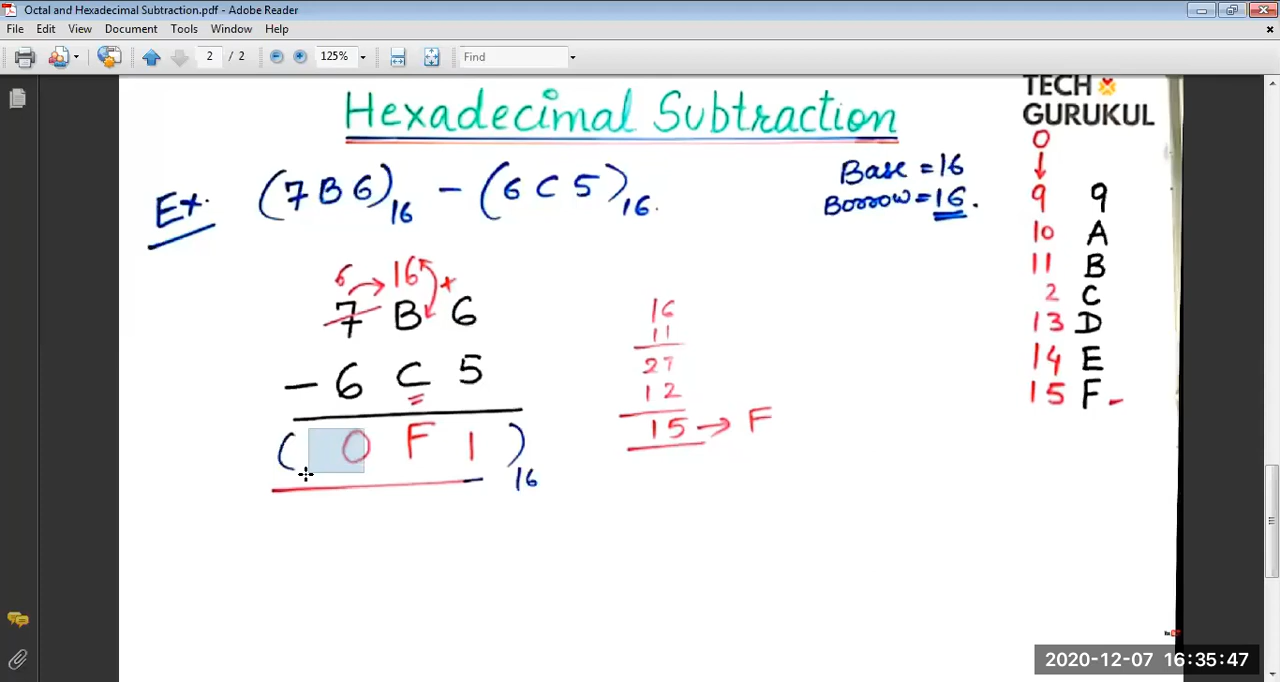 Octal and Hexadecimal Subtraction.pdf - Adobe Reader
File Edit View Document Tools Window Help
2 / 2 125% Find
TECH
GURUKUL
Hexadecimal Subtraction
Ex. (7B6)16 - (6C5)16.
Base = 16
Borrow = 16.
0
9 9
10 A
11 B
2 C
13 D
14 E
15 F
6 16 +
7 B 6
- 6 C 5
( 0 F 1 )16
16
11
27
12
15 → F
2020-12-07 16:35:47